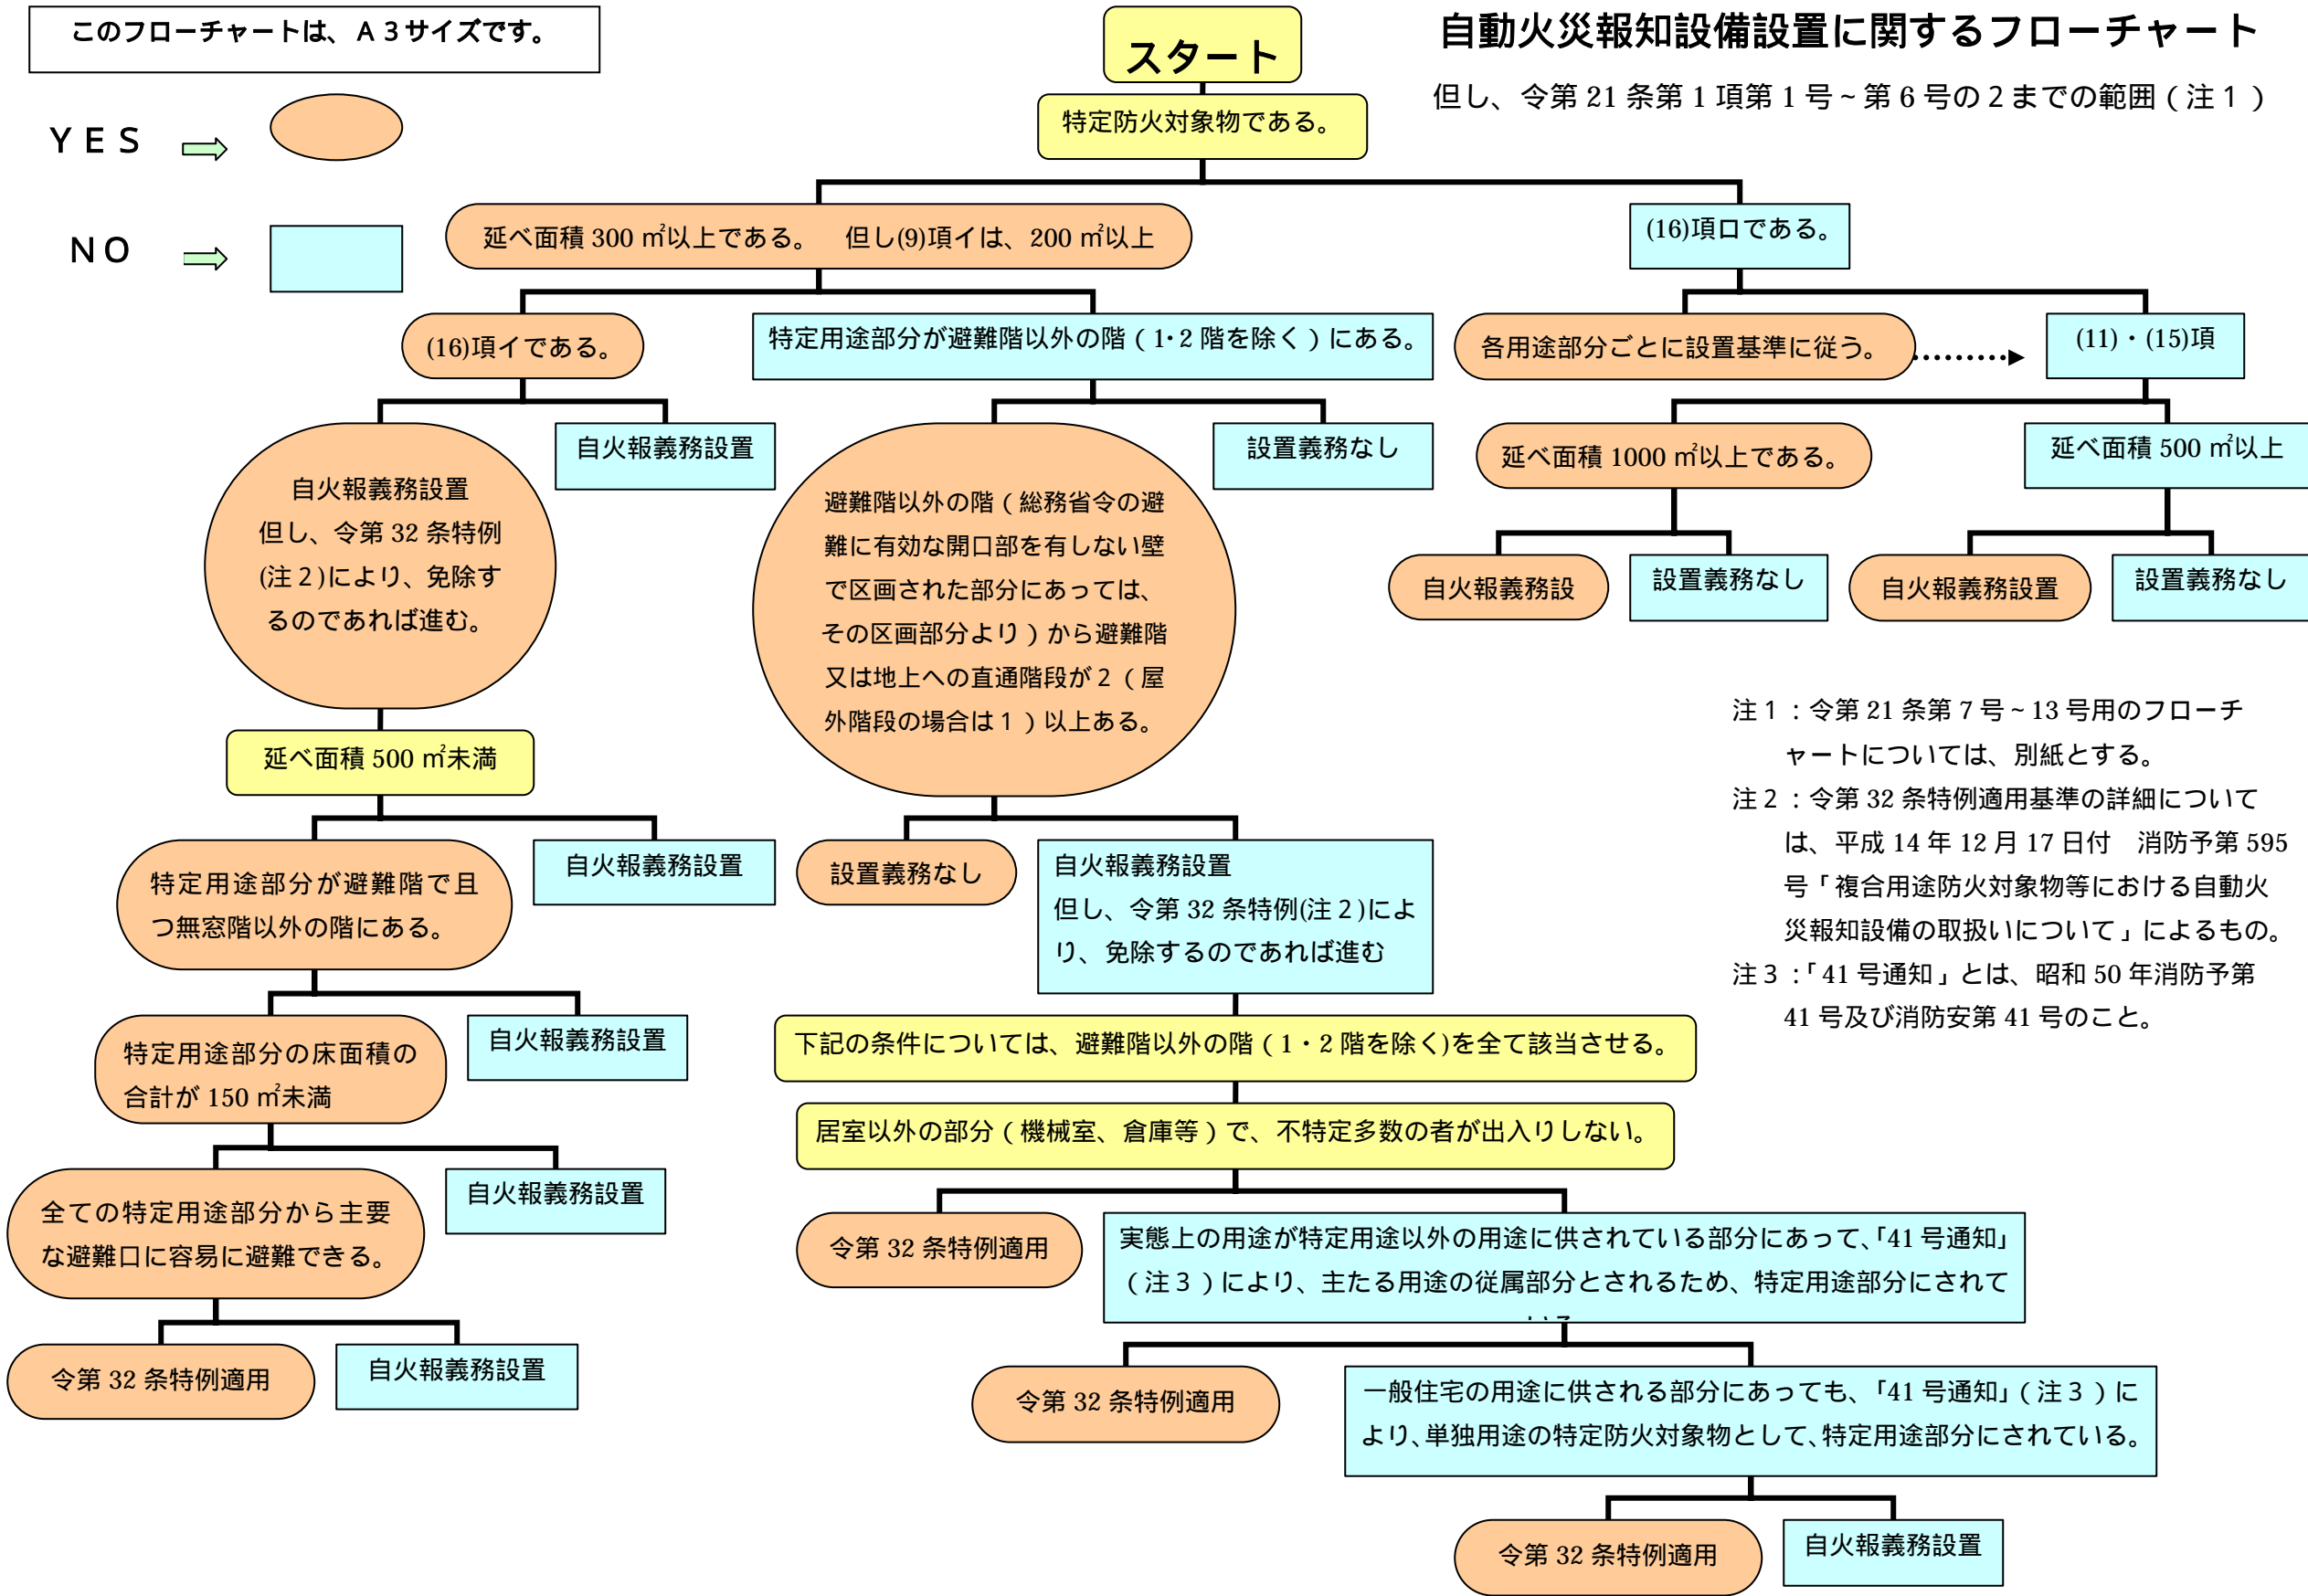 このフローチャートは、Ａ３サイズです。
スタート
自動火災報知設備設置に関するフローチャート
但し、令第 21 条第 1 項第 1 号～第 6 号の２までの範囲（注１）
ＹＥＳ
ＮＯ
特定防火対象物である。
延べ面積 300 ㎡以上である。　但し(9)項イは、200 ㎡以上
(16)項ロである。
(16)項イである。
特定用途部分が避難階以外の階（1・2 階を除く）にある。
各用途部分ごとに設置基準に従う。
(11)・(15)項
自火報義務設置
但し、令第 32 条特例
(注２)により、免除す
るのであれば進む。
自火報義務設置
避難階以外の階（総務省令の避
難に有効な開口部を有しない壁
で区画された部分にあっては、
その区画部分より）から避難階
又は地上への直通階段が２（屋
外階段の場合は１）以上ある。
設置義務なし
延べ面積 1000 ㎡以上である。
延べ面積 500 ㎡以上
自火報義務設
設置義務なし
自火報義務設置
設置義務なし
延べ面積 500 ㎡未満
特定用途部分が避難階で且
つ無窓階以外の階にある。
自火報義務設置
設置義務なし
自火報義務設置
但し、令第 32 条特例(注２)によ
り、免除するのであれば進む
注１：令第 21 条第 7 号～13 号用のフローチ
ャートについては、別紙とする。
注２：令第 32 条特例適用基準の詳細について
は、平成 14 年 12 月 17 日付　消防予第 595
号「複合用途防火対象物等における自動火
災報知設備の取扱いについて」によるもの。
注３：「41 号通知」とは、昭和 50 年消防予第
41 号及び消防安第 41 号のこと。
特定用途部分の床面積の
合計が 150 ㎡未満
自火報義務設置
下記の条件については、避難階以外の階（１・２階を除く)を全て該当させる。
居室以外の部分（機械室、倉庫等）で、不特定多数の者が出入りしない。
全ての特定用途部分から主要
な避難口に容易に避難できる。
自火報義務設置
令第 32 条特例適用
実態上の用途が特定用途以外の用途に供されている部分にあって、「41 号通知」
（注３）により、主たる用途の従属部分とされるため、特定用途部分にされて
令第 32 条特例適用
自火報義務設置
令第 32 条特例適用
一般住宅の用途に供される部分にあっても、「41 号通知」（注３）に
より、単独用途の特定防火対象物として、特定用途部分にされている。
令第 32 条特例適用
自火報義務設置